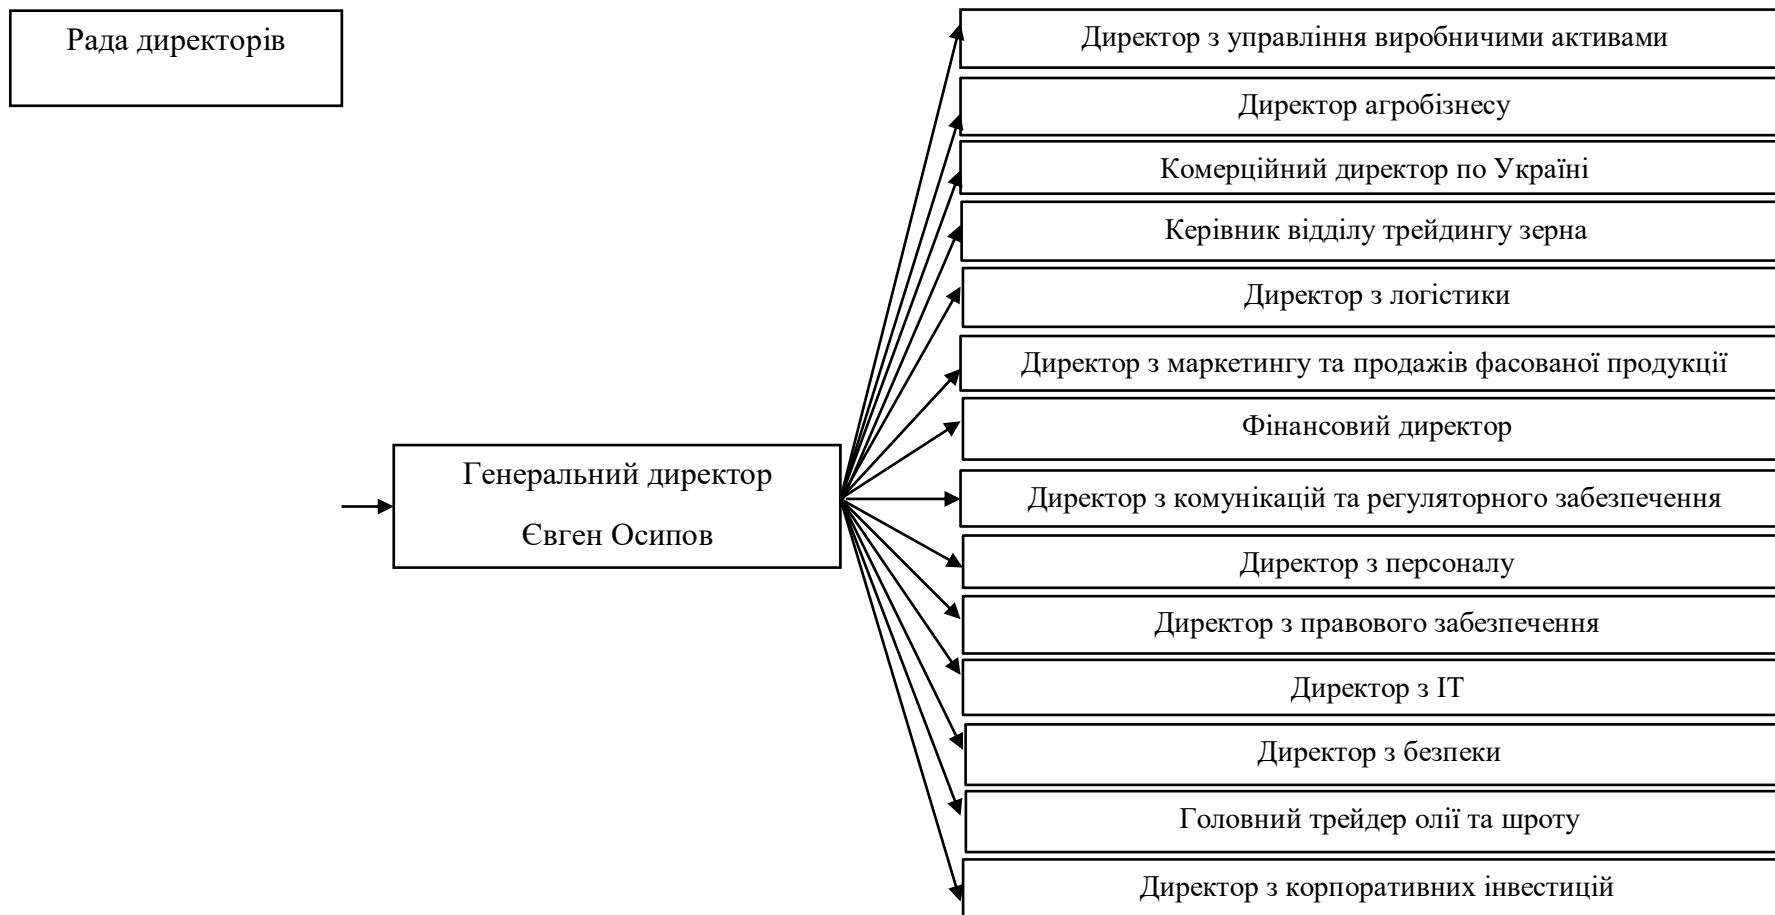 Рада директорів
Генеральний директор
Євген Осипов
Директор з управління виробничими активами
Директор агробізнесу
Комерційний директор по Україні
Керівник відділу трейдингу зерна
Директор з логістики
Директор з маркетингу та продажів фасованої продукції
Фінансовий директор
Директор з комунікацій та регуляторного забезпечення
Директор з персоналу
Директор з правового забезпечення
Директор з ІТ
Директор з безпеки
Головний трейдер олії та шроту
Директор з корпоративних інвестицій